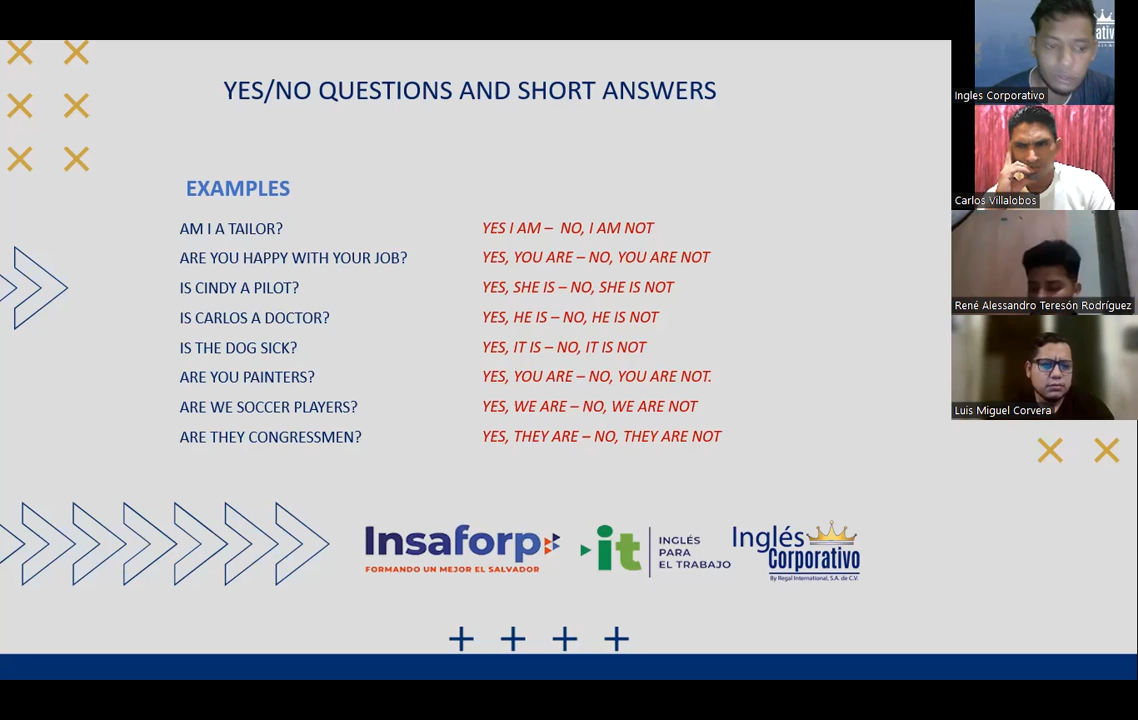 YES/NO QUESTIONS AND SHORT ANSWERS
EXAMPLES
AM I A TAILOR? YES I AM – NO, I AM NOT
ARE YOU HAPPY WITH YOUR JOB? YES, YOU ARE – NO, YOU ARE NOT
IS CINDY A PILOT? YES, SHE IS – NO, SHE IS NOT
IS CARLOS A DOCTOR? YES, HE IS – NO, HE IS NOT
IS THE DOG SICK? YES, IT IS – NO, IT IS NOT
ARE YOU PAINTERS? YES, YOU ARE – NO, YOU ARE NOT.
ARE WE SOCCER PLAYERS? YES, WE ARE – NO, WE ARE NOT
ARE THEY CONGRESSMEN? YES, THEY ARE – NO, THEY ARE NOT
Insaforp
FORMANDO UN MEJOR EL SALVADOR
it
INGLÉS
PARA
EL TRABAJO
Inglés
Corporativo
By Regal International, S.A. de C.V.
Ingles Corporativo
Carlos Villalobos
René Alessandro Teresón Rodríguez
Luis Miguel Corvera